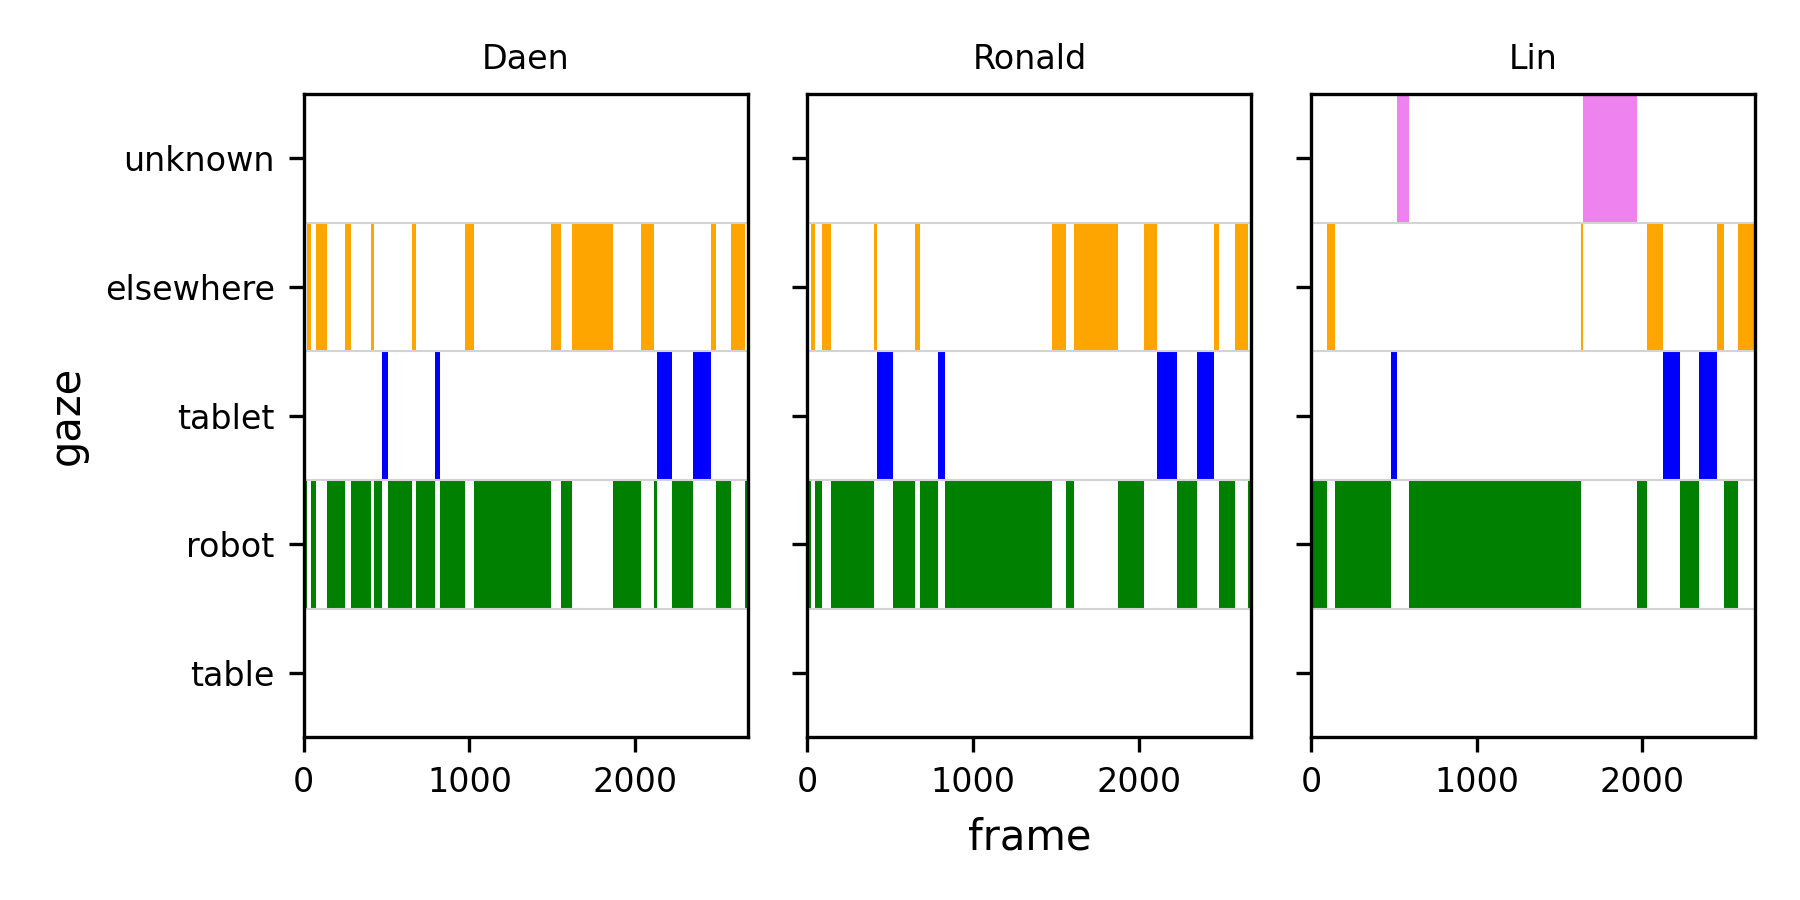 Daen Ronald Lin
unknown
elsewhere
tablet
robot
table
gaze
0 1000 2000 0 1000 2000 0 1000 2000
frame